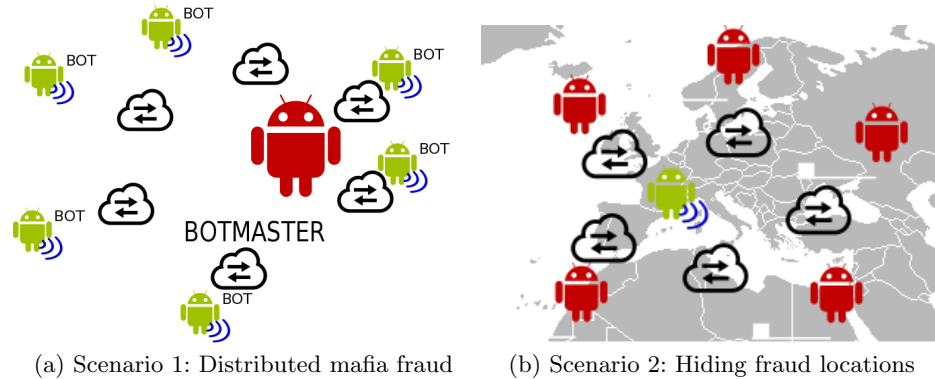 BOT
BOT
BOT
BOT
BOT
BOTMASTER
BOT
(a) Scenario 1: Distributed mafia fraud
(b) Scenario 2: Hiding fraud locations